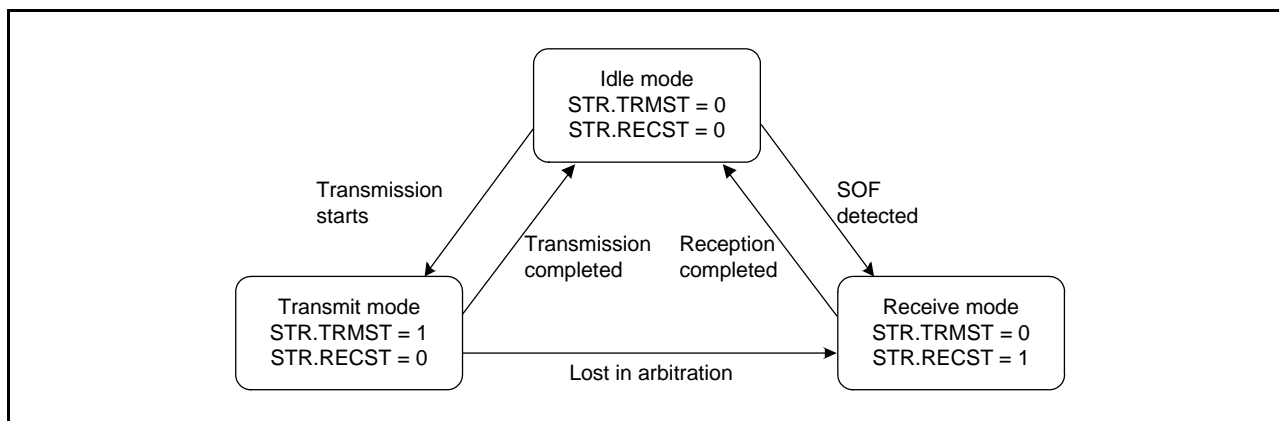 Idle mode
STR.TRMST = 0
STR.RECST = 0
Transmission
starts
SOF
detected
Transmission
completed
Reception
completed
Transmit mode
STR.TRMST = 1
STR.RECST = 0
Receive mode
STR.TRMST = 0
STR.RECST = 1
Lost in arbitration